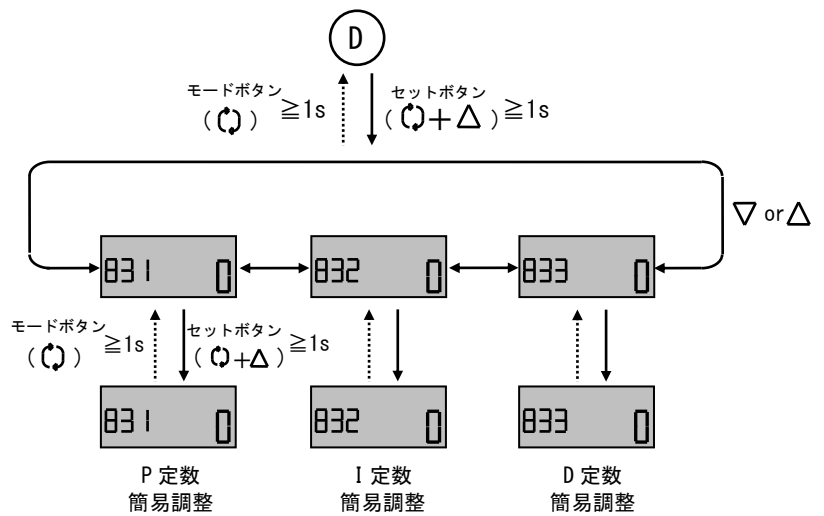 D
モードボタン
(🗘) ≧1s
セットボタン
(🗘+△) ≧1s
▽ or△
831 0
832 0
833 0
モードボタン
(🗘) ≧1s
セットボタン
(🗘+△) ≧1s
831 0
832 0
833 0
P 定数
簡易調整
I 定数
簡易調整
D 定数
簡易調整